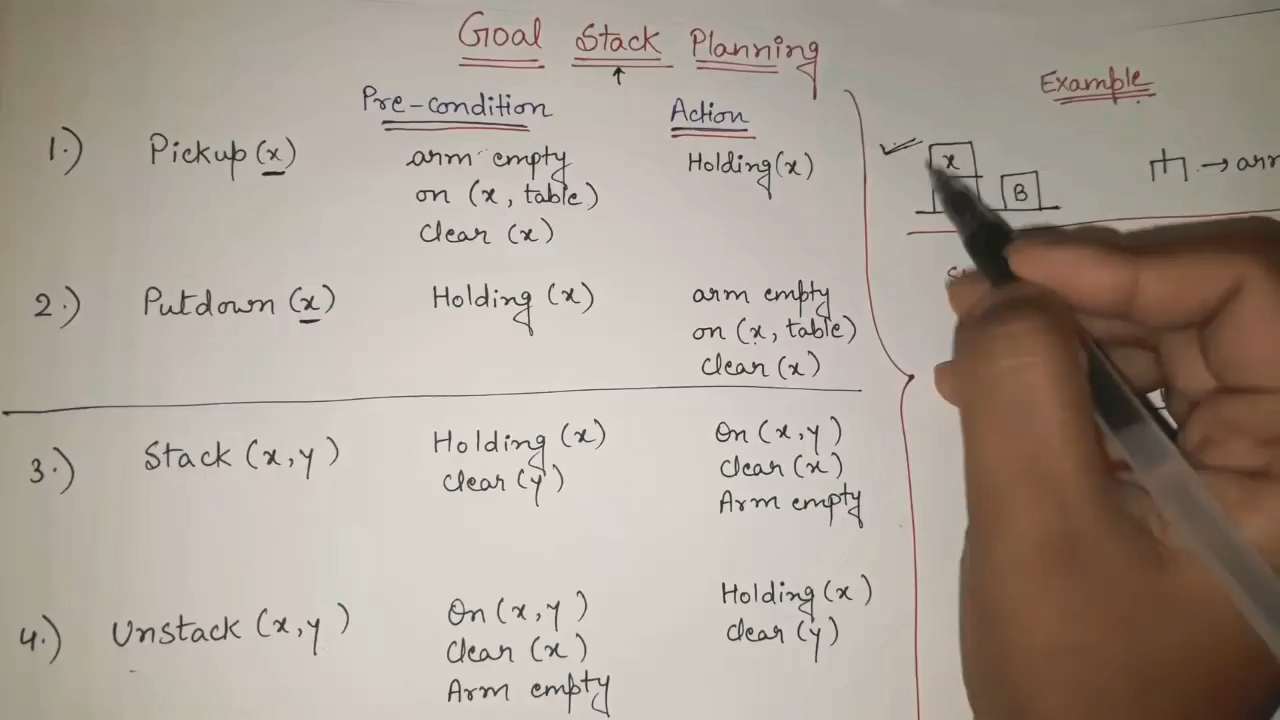 Goal Stack Planning
Pre-condition Action
1.) Pickup (x) arm empty Holding (x)
on (x, table)
clear (x)
2.) Putdown (x) Holding (x) arm empty
on (x, table)
clear (x)
3.) Stack (x, y) Holding (x) On (x, y)
clear (y) clear (x)
Arm empty
4.) Unstack (x, y) On (x, y) Holding (x)
clear (x) clear (y)
Arm empty
Example
x
B
→